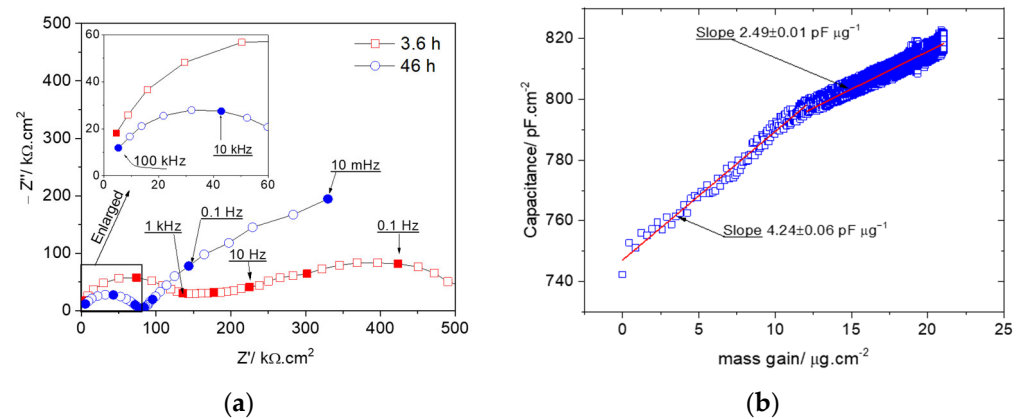 500
400
300
200
100
0
− Z''/ kΩ.cm²
0
100
200
300
400
500
Z'/ kΩ.cm²
3.6 h
46 h
60
40
20
0
0
20
40
60
100 kHz
10 kHz
Enlarged
1 kHz
0.1 Hz
10 Hz
10 mHz
0.1 Hz
(a)
820
800
780
760
740
Capacitance/ pF.cm⁻²
0
5
10
15
20
25
mass gain/ µg.cm⁻²
Slope 2.49±0.01 pF µg⁻¹
Slope 4.24±0.06 pF µg⁻¹
(b)